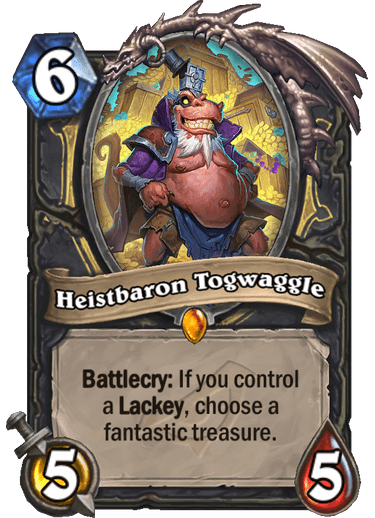 6
Heistbaron Togwaggle
Battlecry: If you control
a Lackey, choose a
fantastic treasure.
5
5